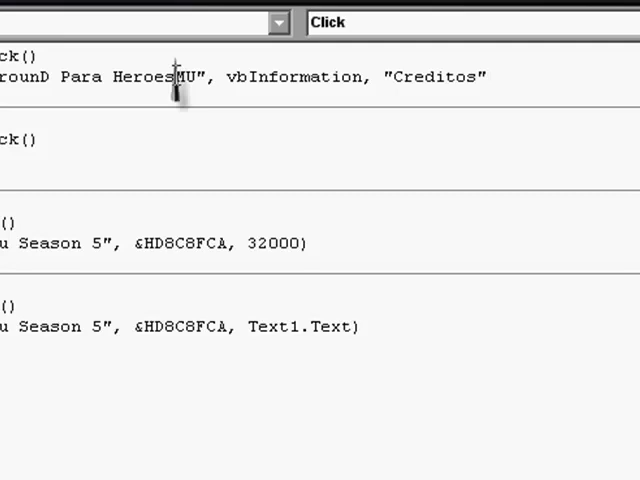 Click
ck()
rounD Para HeroesMU", vbInformation, "Creditos"
ck()
()
u Season 5", &HD8C8FCA, 32000)
()
u Season 5", &HD8C8FCA, Text1.Text)